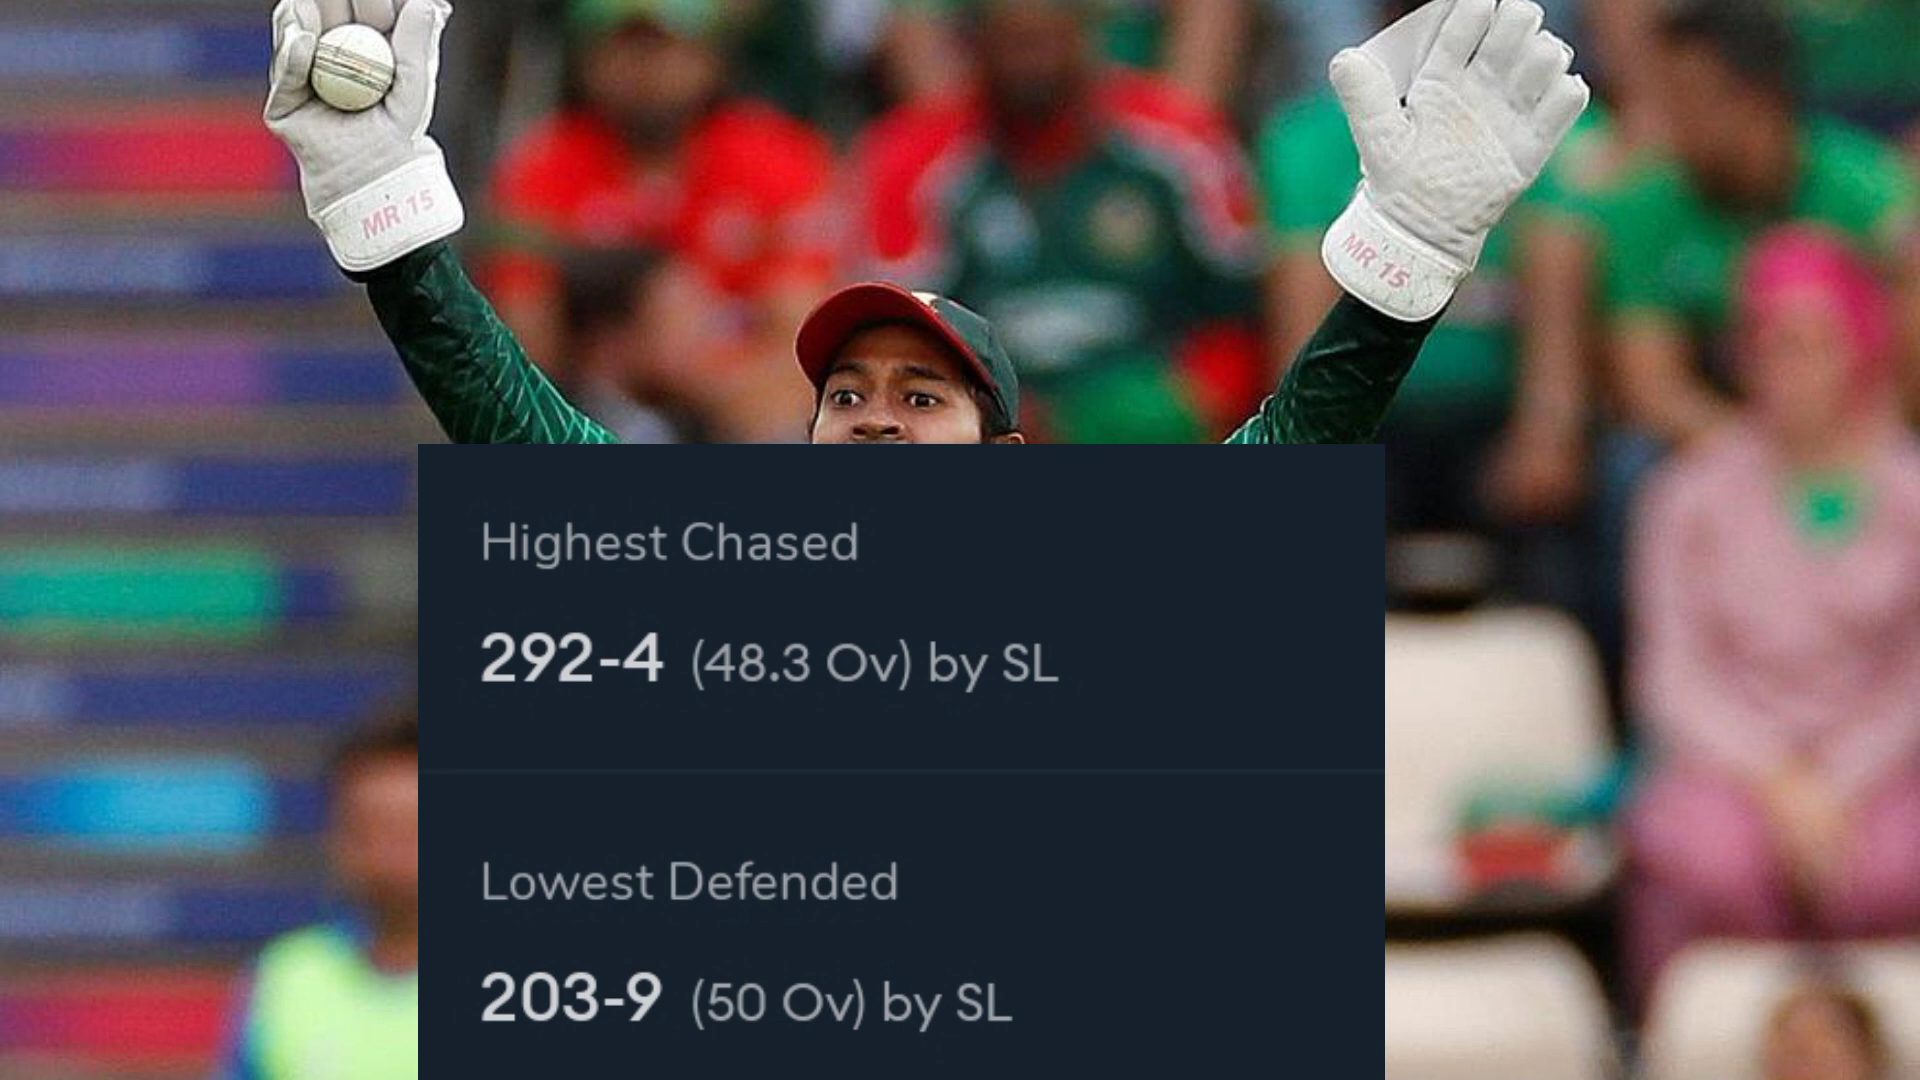 MR 15
MR 15
Highest Chased
292-4 (48.3 Ov) by SL
Lowest Defended
203-9 (50 Ov) by SL